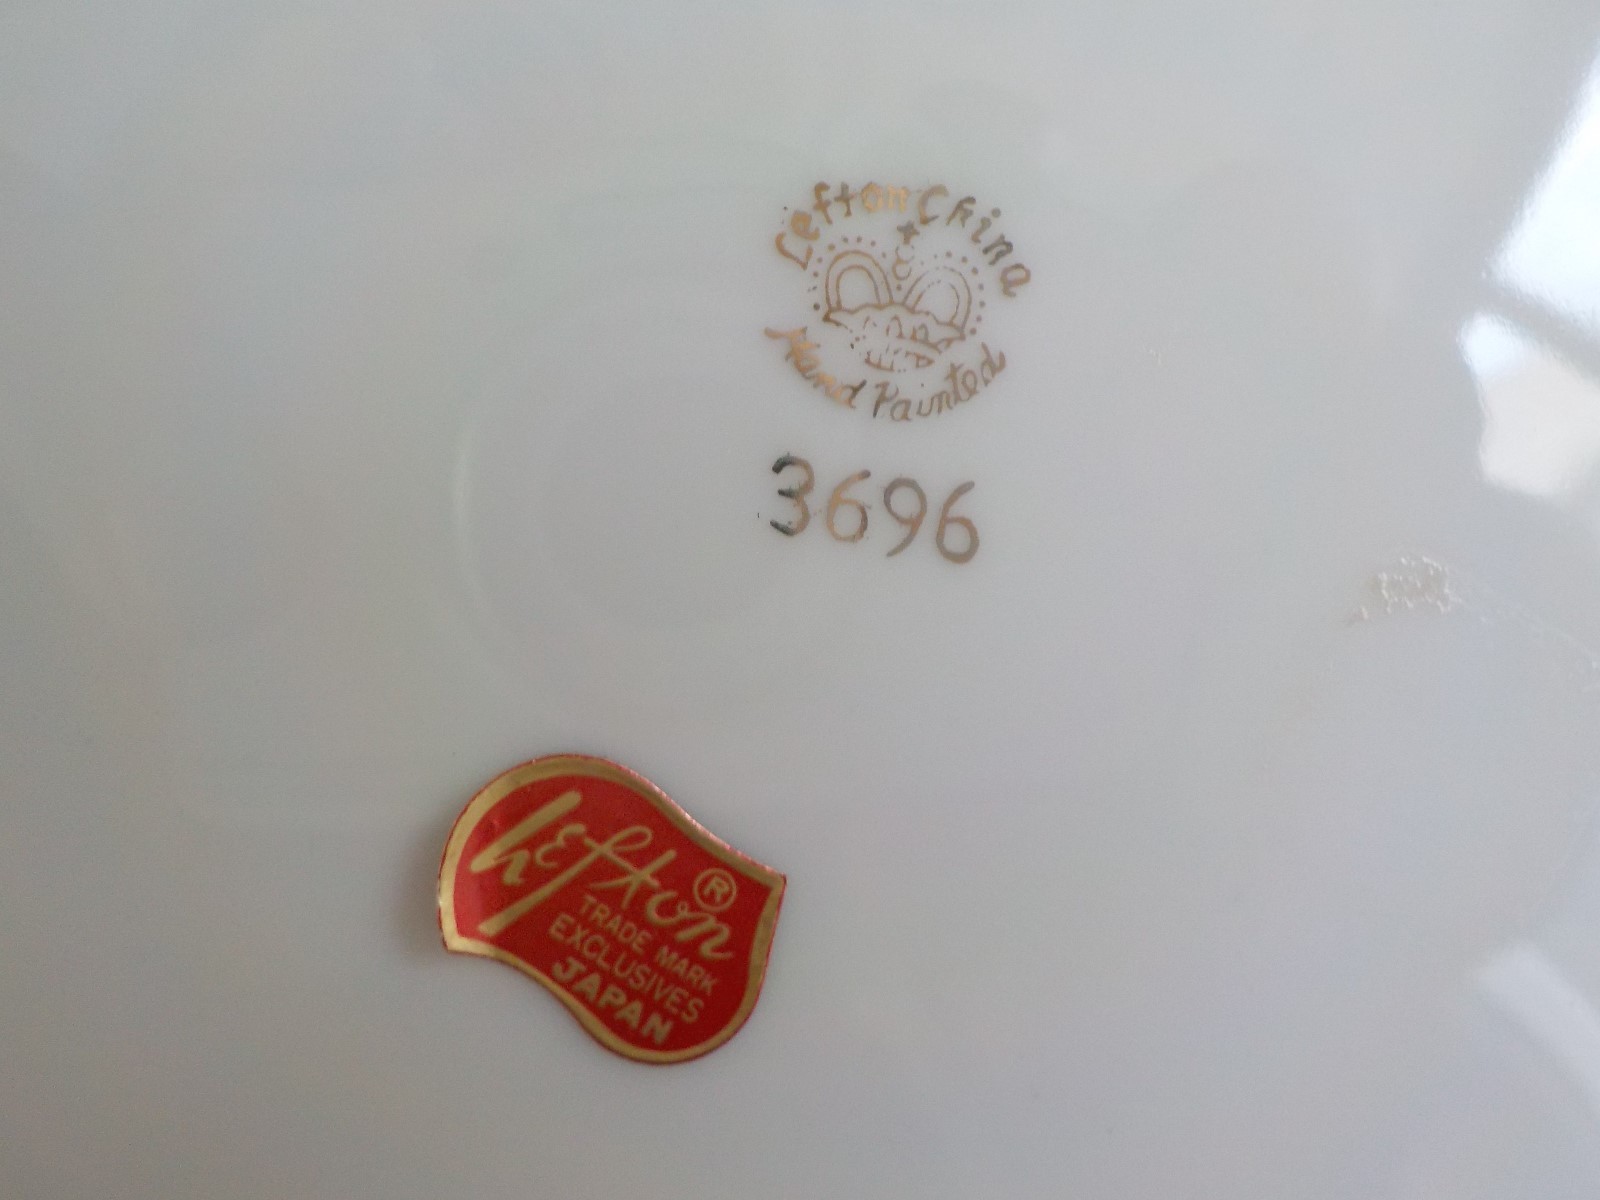 Lefton China
Hand Painted
3696
Lefton ®
TRADE MARK
EXCLUSIVES
JAPAN